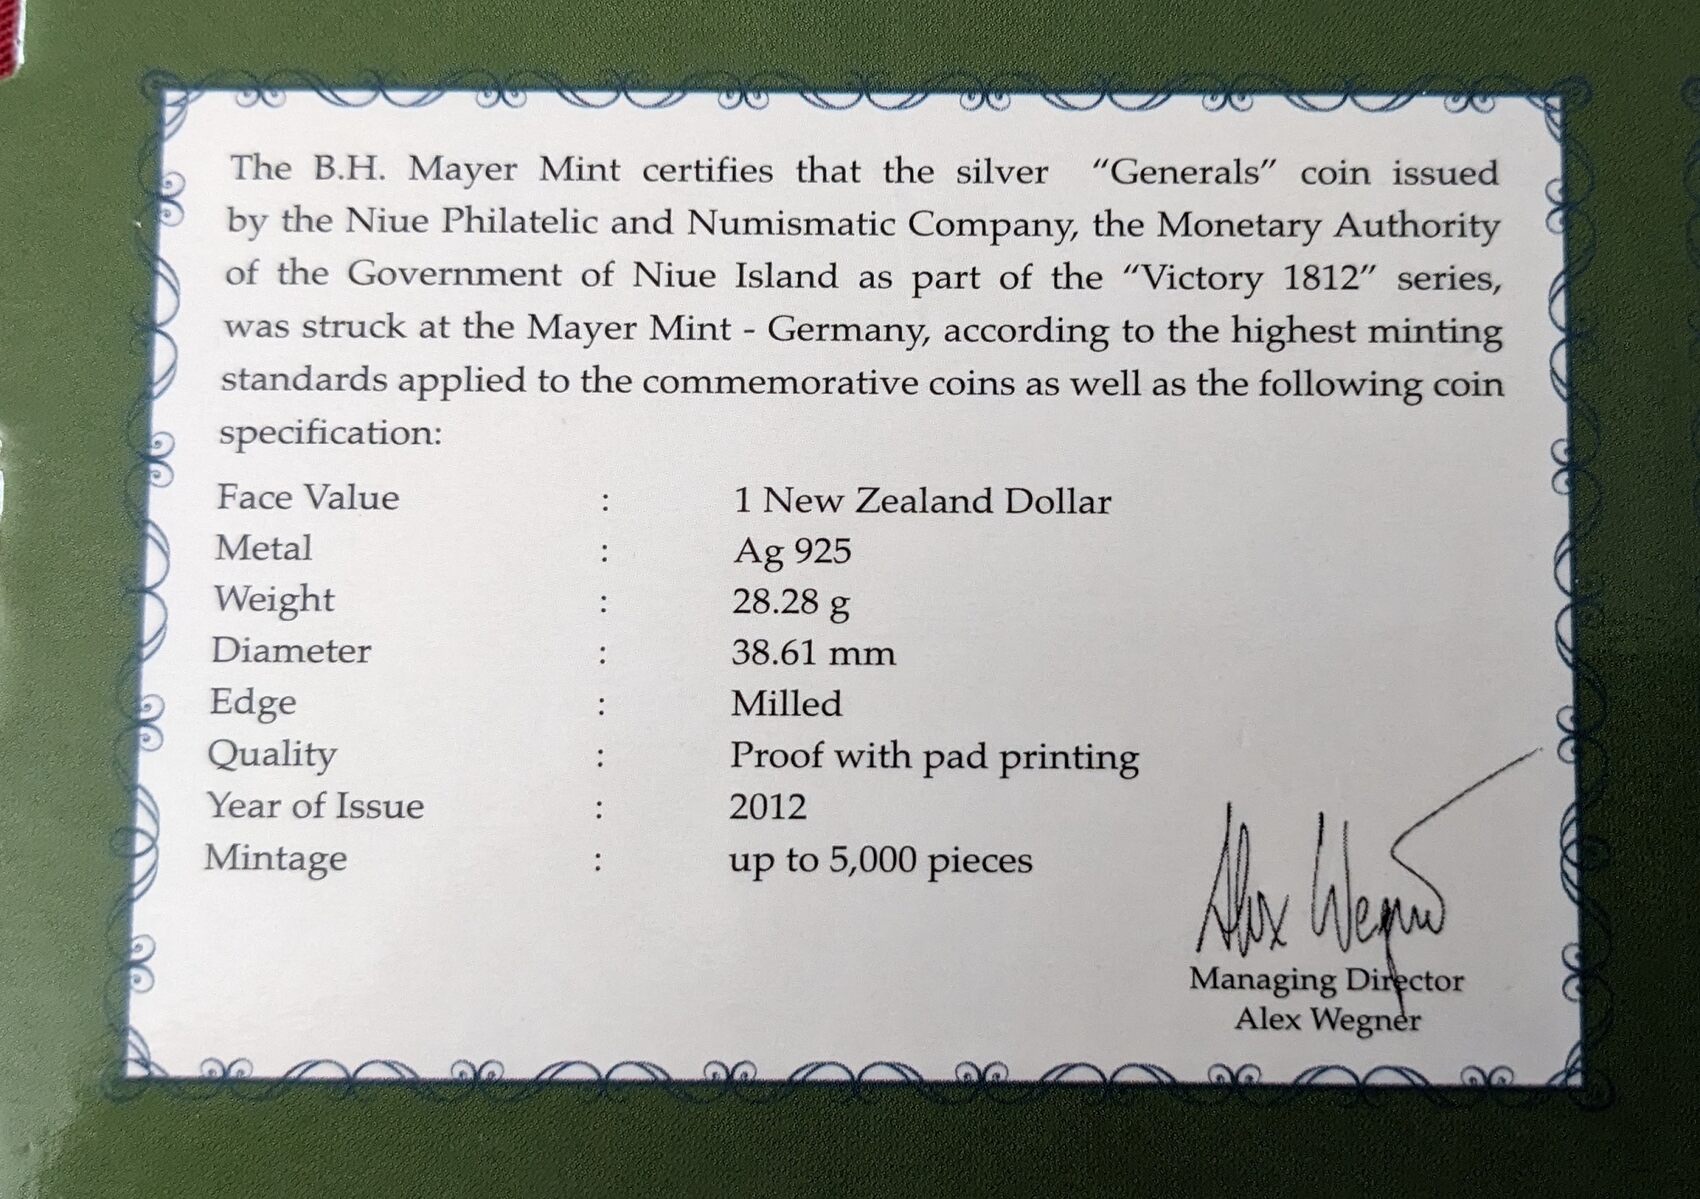 The B.H. Mayer Mint certifies that the silver "Generals" coin issued
by the Niue Philatelic and Numismatic Company, the Monetary Authority
of the Government of Niue Island as part of the "Victory 1812" series,
was struck at the Mayer Mint - Germany, according to the highest minting
standards applied to the commemorative coins as well as the following coin
specification:
Face Value : 1 New Zealand Dollar
Metal : Ag 925
Weight : 28.28 g
Diameter : 38.61 mm
Edge : Milled
Quality : Proof with pad printing
Year of Issue : 2012
Mintage : up to 5,000 pieces
Alex Wegner
Managing Director
Alex Wegner